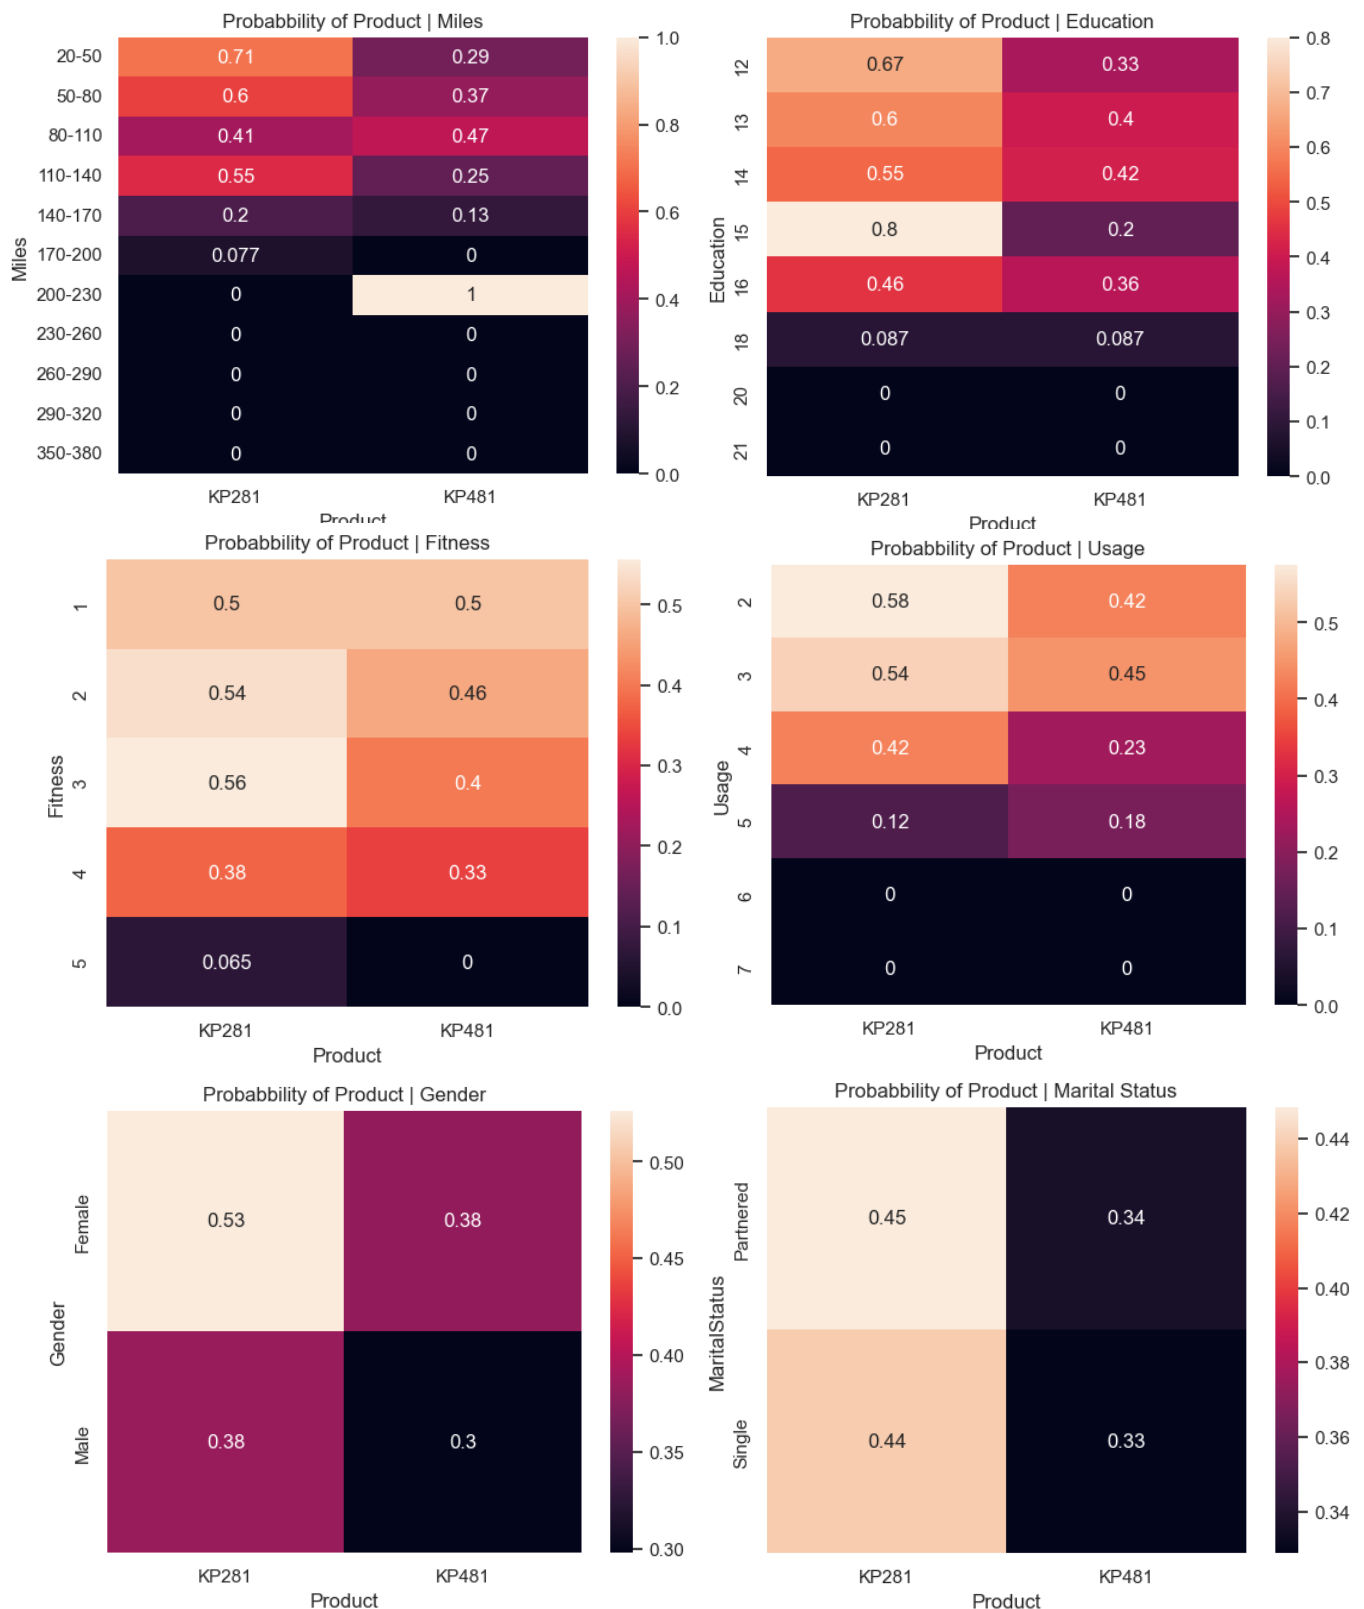 Probabbility of Product | Miles
20-50 0.71 0.29
50-80 0.6 0.37
80-110 0.41 0.47
110-140 0.55 0.25
140-170 0.2 0.13
170-200 0.077 0
200-230 0 1
230-260 0 0
260-290 0 0
290-320 0 0
350-380 0 0
Miles
KP281 KP481
Product
1.0
0.8
0.6
0.4
0.2
0.0
Probabbility of Product | Education
12 0.67 0.33
13 0.6 0.4
14 0.55 0.42
15 0.8 0.2
16 0.46 0.36
18 0.087 0.087
20 0 0
21 0 0
Education
KP281 KP481
Product
0.8
0.7
0.6
0.5
0.4
0.3
0.2
0.1
0.0
Probabbility of Product | Fitness
1 0.5 0.5
2 0.54 0.46
3 0.56 0.4
4 0.38 0.33
5 0.065 0
Fitness
KP281 KP481
Product
0.5
0.4
0.3
0.2
0.1
0.0
Probabbility of Product | Usage
2 0.58 0.42
3 0.54 0.45
4 0.42 0.23
5 0.12 0.18
6 0 0
7 0 0
Usage
KP281 KP481
Product
0.5
0.4
0.3
0.2
0.1
0.0
Probabbility of Product | Gender
Female 0.53 0.38
Male 0.38 0.3
Gender
KP281 KP481
Product
0.50
0.45
0.40
0.35
0.30
Probabbility of Product | Marital Status
Partnered 0.45 0.34
Single 0.44 0.33
MaritalStatus
KP281 KP481
Product
0.44
0.42
0.40
0.38
0.36
0.34